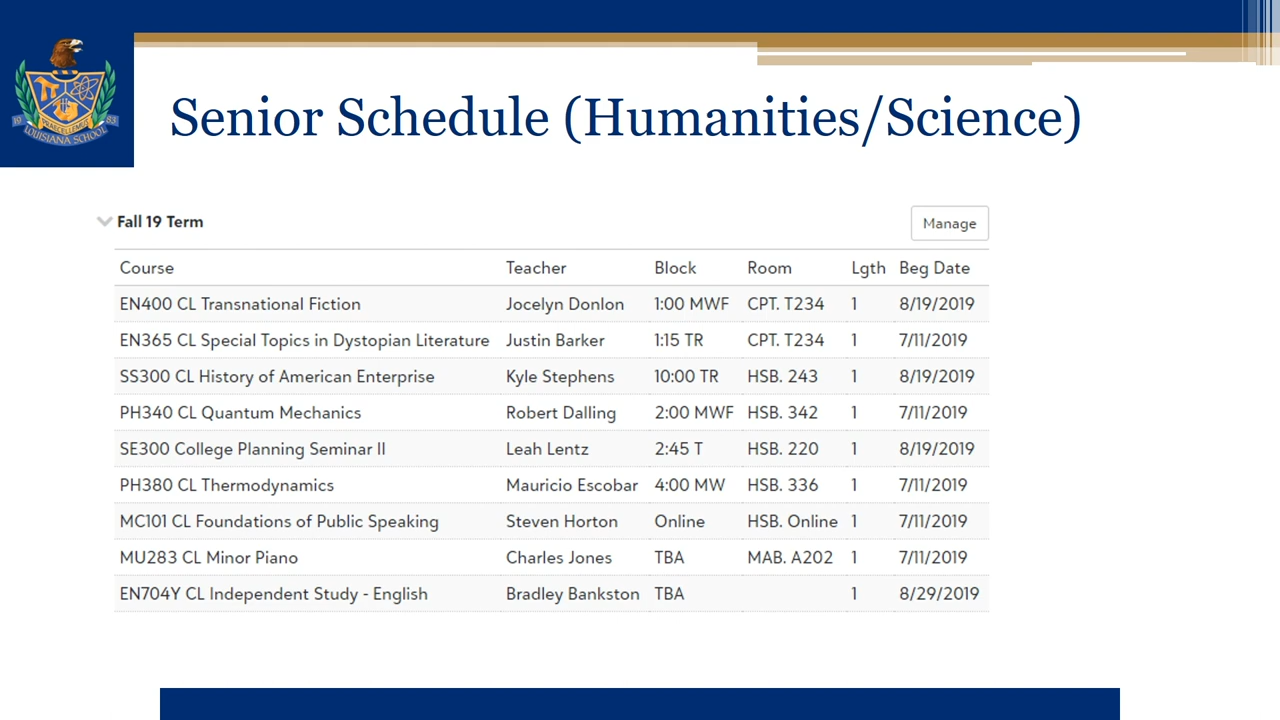 Senior Schedule (Humanities/Science)
19 83
LOUISIANA SCHOOL
Fall 19 Term Manage
Course Teacher Block Room Lgth Beg Date
EN400 CL Transnational Fiction Jocelyn Donlon 1:00 MWF CPT. T234 1 8/19/2019
EN365 CL Special Topics in Dystopian Literature Justin Barker 1:15 TR CPT. T234 1 7/11/2019
SS300 CL History of American Enterprise Kyle Stephens 10:00 TR HSB. 243 1 8/19/2019
PH340 CL Quantum Mechanics Robert Dalling 2:00 MWF HSB. 342 1 7/11/2019
SE300 College Planning Seminar II Leah Lentz 2:45 T HSB. 220 1 8/19/2019
PH380 CL Thermodynamics Mauricio Escobar 4:00 MW HSB. 336 1 7/11/2019
MC101 CL Foundations of Public Speaking Steven Horton Online HSB. Online 1 7/11/2019
MU283 CL Minor Piano Charles Jones TBA MAB. A202 1 7/11/2019
EN704Y CL Independent Study - English Bradley Bankston TBA 1 8/29/2019